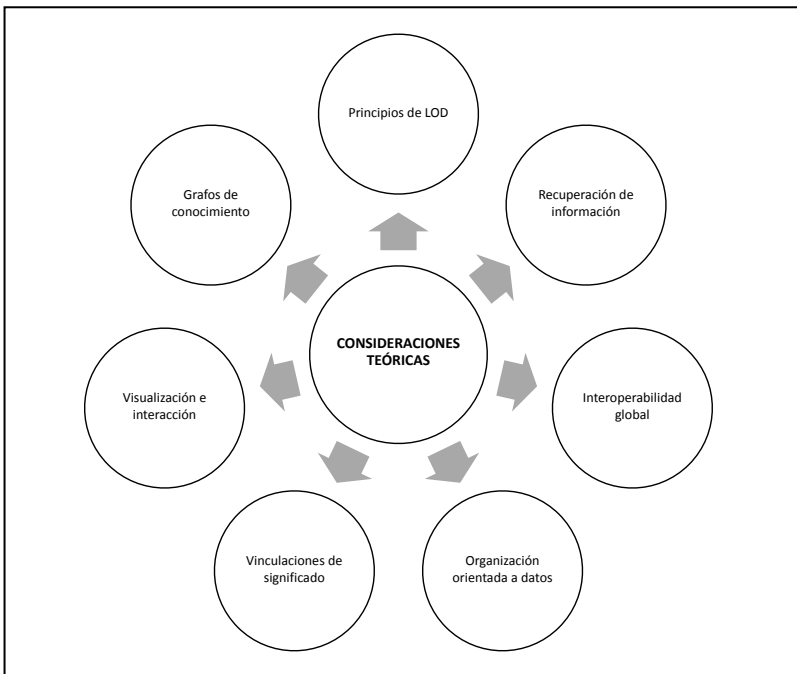 Principios de LOD
Grafos de
conocimiento
Recuperación de
información
CONSIDERACIONES
TEÓRICAS
Visualización e
interacción
Interoperabilidad
global
Vinculaciones de
significado
Organización
orientada a datos